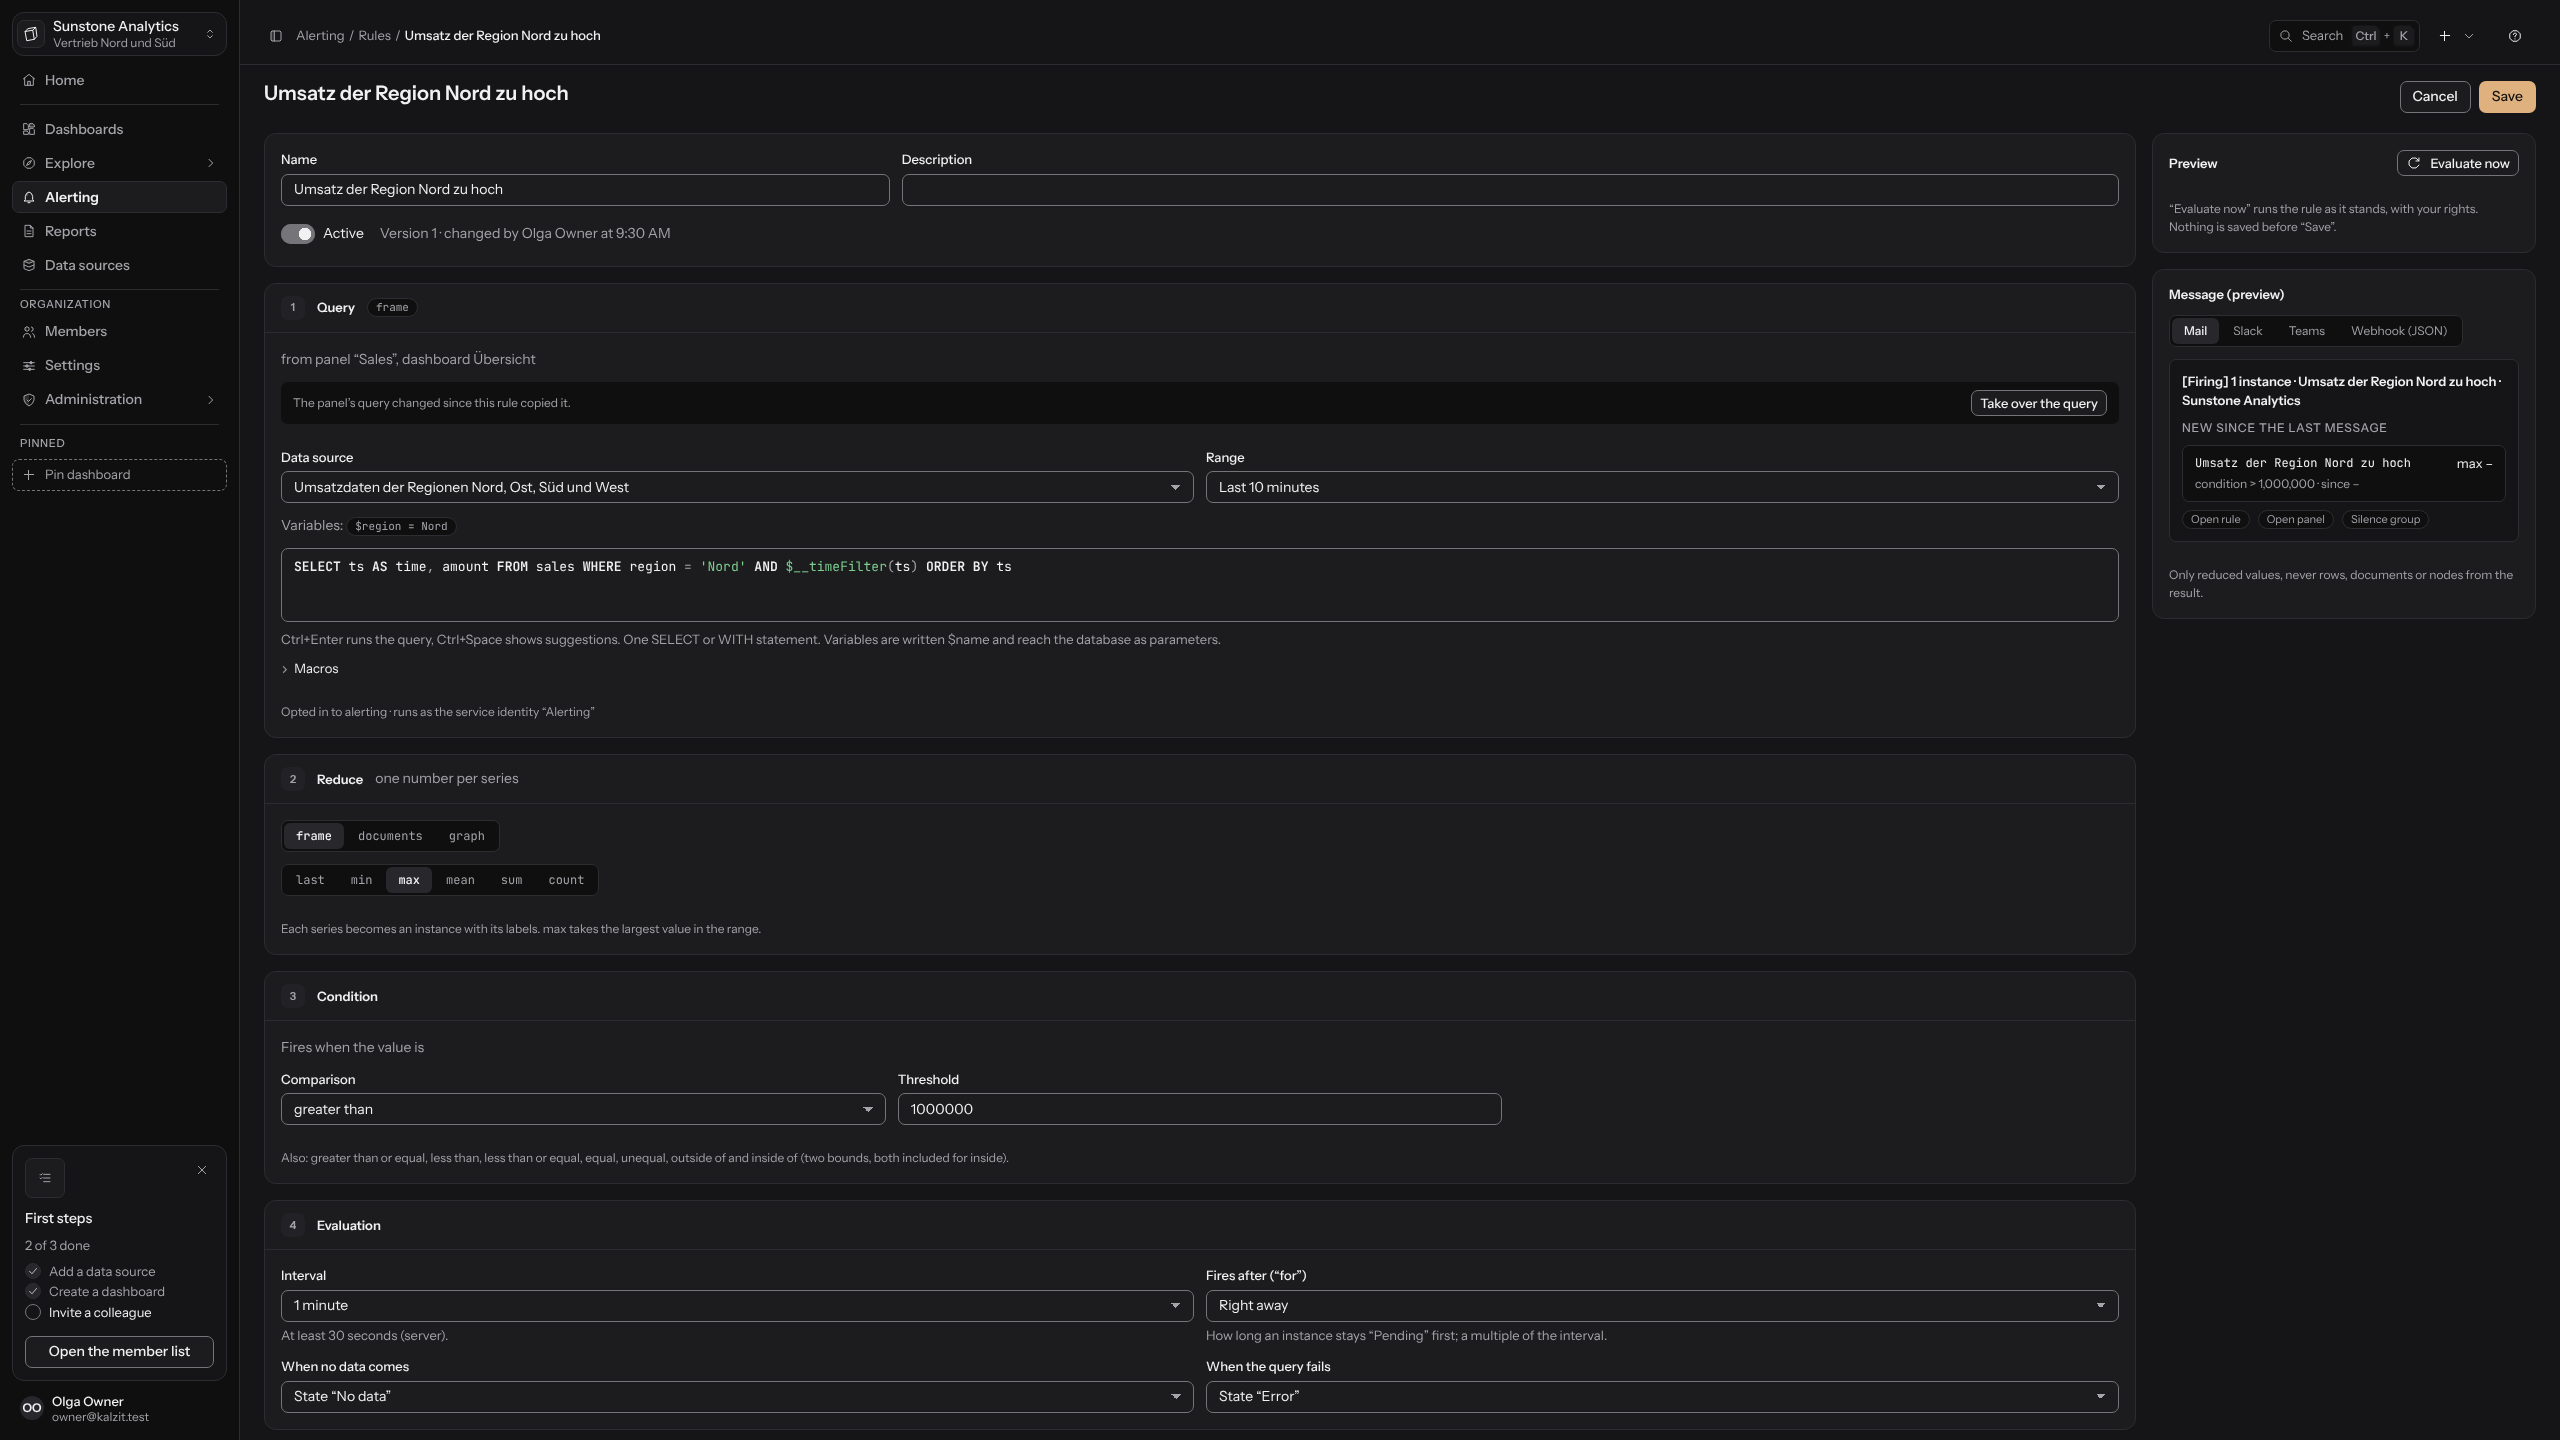 Sunstone Analytics
Vertrieb Nord und Süd
Home
Dashboards
Explore
Alerting
Reports
Data sources
ORGANIZATION
Members
Settings
Administration
PINNED
Pin dashboard
First steps
2 of 3 done
Add a data source
Create a dashboard
Invite a colleague
Open the member list
OO
Olga Owner
owner@kalzit.test
Alerting / Rules / Umsatz der Region Nord zu hoch
Search Ctrl + K
Umsatz der Region Nord zu hoch
Cancel
Save
Name
Description
Umsatz der Region Nord zu hoch
Active
Version 1 · changed by Olga Owner at 9:30 AM
1 Query frame
from panel “Sales”, dashboard Übersicht
The panel’s query changed since this rule copied it.
Take over the query
Data source
Range
Umsatzdaten der Regionen Nord, Ost, Süd und West
Last 10 minutes
Variables: $region = Nord
SELECT ts AS time, amount FROM sales WHERE region = 'Nord' AND $__timeFilter(ts) ORDER BY ts
Ctrl+Enter runs the query, Ctrl+Space shows suggestions. One SELECT or WITH statement. Variables are written $name and reach the database as parameters.
Macros
Opted in to alerting · runs as the service identity “Alerting”
2 Reduce one number per series
frame documents graph
last min max mean sum count
Each series becomes an instance with its labels. max takes the largest value in the range.
3 Condition
Fires when the value is
Comparison
Threshold
greater than
1000000
Also: greater than or equal, less than, less than or equal, equal, unequal, outside of and inside of (two bounds, both included for inside).
4 Evaluation
Interval
Fires after (“for”)
1 minute
Right away
At least 30 seconds (server).
How long an instance stays “Pending” first; a multiple of the interval.
When no data comes
When the query fails
State “No data”
State “Error”
Preview
Evaluate now
“Evaluate now” runs the rule as it stands, with your rights.
Nothing is saved before “Save”.
Message (preview)
Mail Slack Teams Webhook (JSON)
[Firing] 1 instance · Umsatz der Region Nord zu hoch ·
Sunstone Analytics
NEW SINCE THE LAST MESSAGE
Umsatz der Region Nord zu hoch max –
condition > 1,000,000 · since –
Open rule Open panel Silence group
Only reduced values, never rows, documents or nodes from the
result.